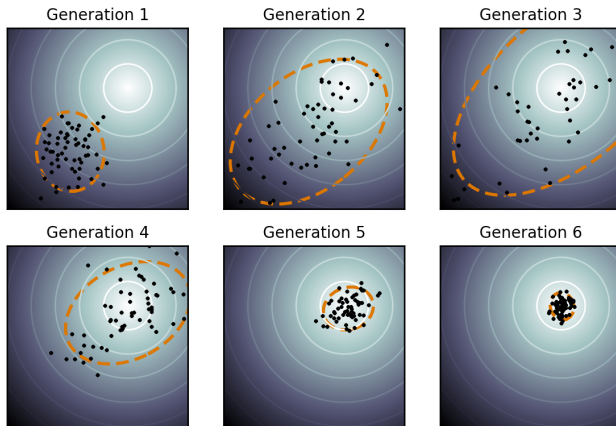 Generation 1
Generation 2
Generation 3
Generation 4
Generation 5
Generation 6